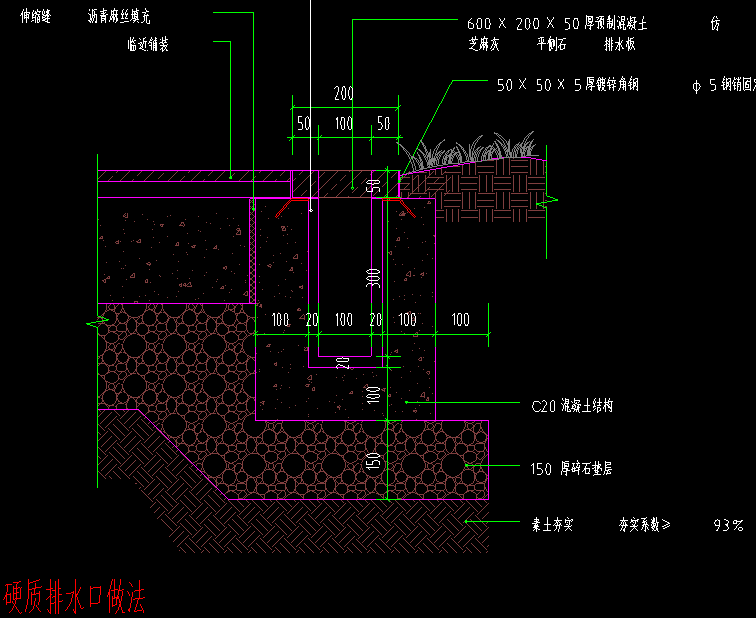 伸缩缝 沥青麻丝填充
临近铺装
600 × 200 × 50 厚预制混凝土 仿
芝麻灰 平侧石 排水板
50 × 50 × 5 厚镀锌角钢 φ 5 钢销固定
200
50 100 50
50
300
100 20 100 20 100 100
20
100
C20 混凝土结构
150
150 厚碎石垫层
素土夯实 夯实系数≥ 93%
硬质排水口做法